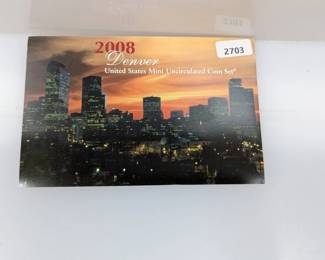 2008
Denver
United States Mint Uncirculated Coin Set®
2703